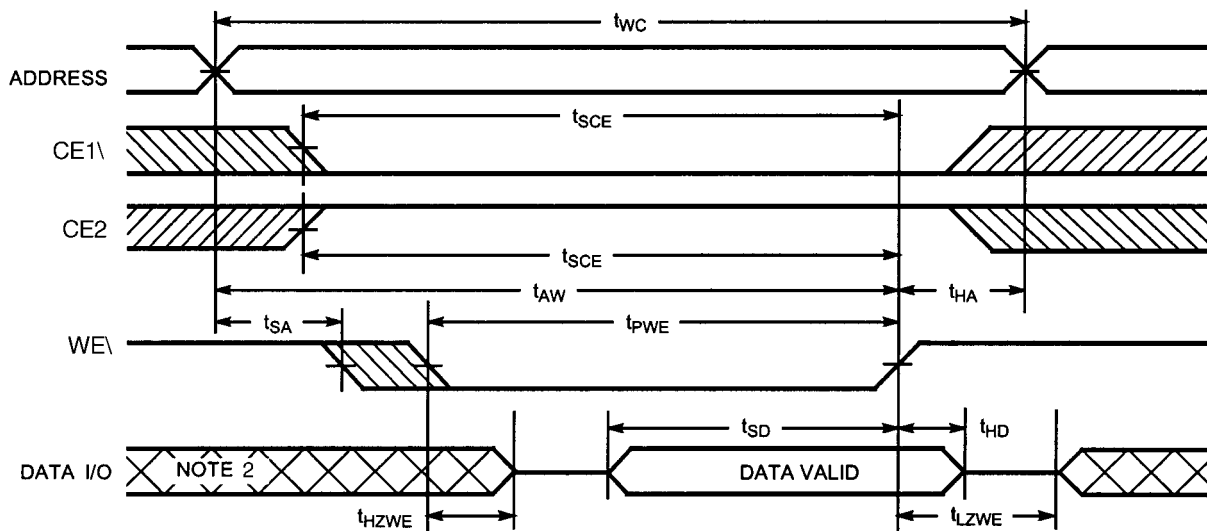 tWC
ADDRESS
tSCE
CE1\
CE2
tSCE
tAW
tHA
tSA
tPWE
WE\
tSD
tHD
DATA I/O
NOTE 2
DATA VALID
tHZWE
tLZWE